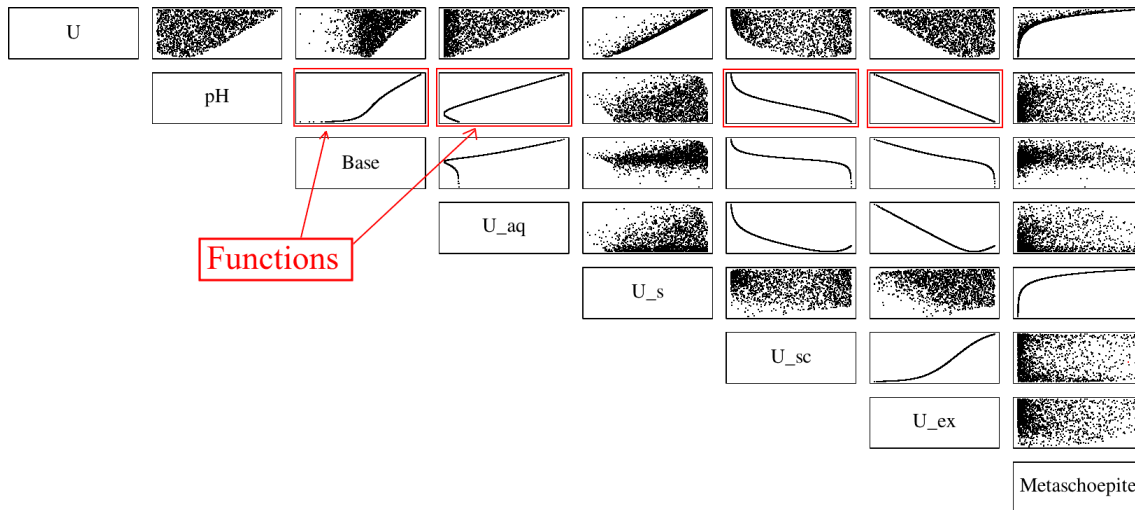 U
pH
Base
U_aq
Functions
U_s
U_sc
U_ex
Metaschoepite